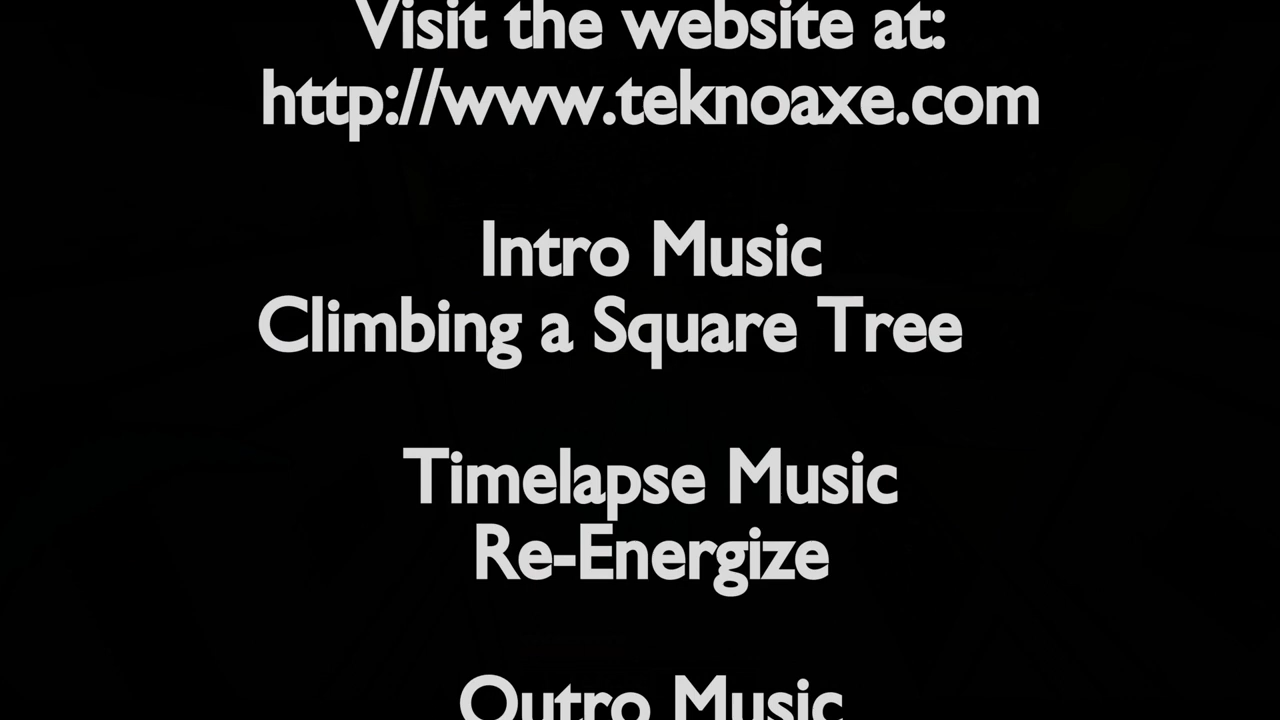 Visit the website at:
http://www.teknoaxe.com
Intro Music
Climbing a Square Tree
Timelapse Music
Re-Energize
Outro Music